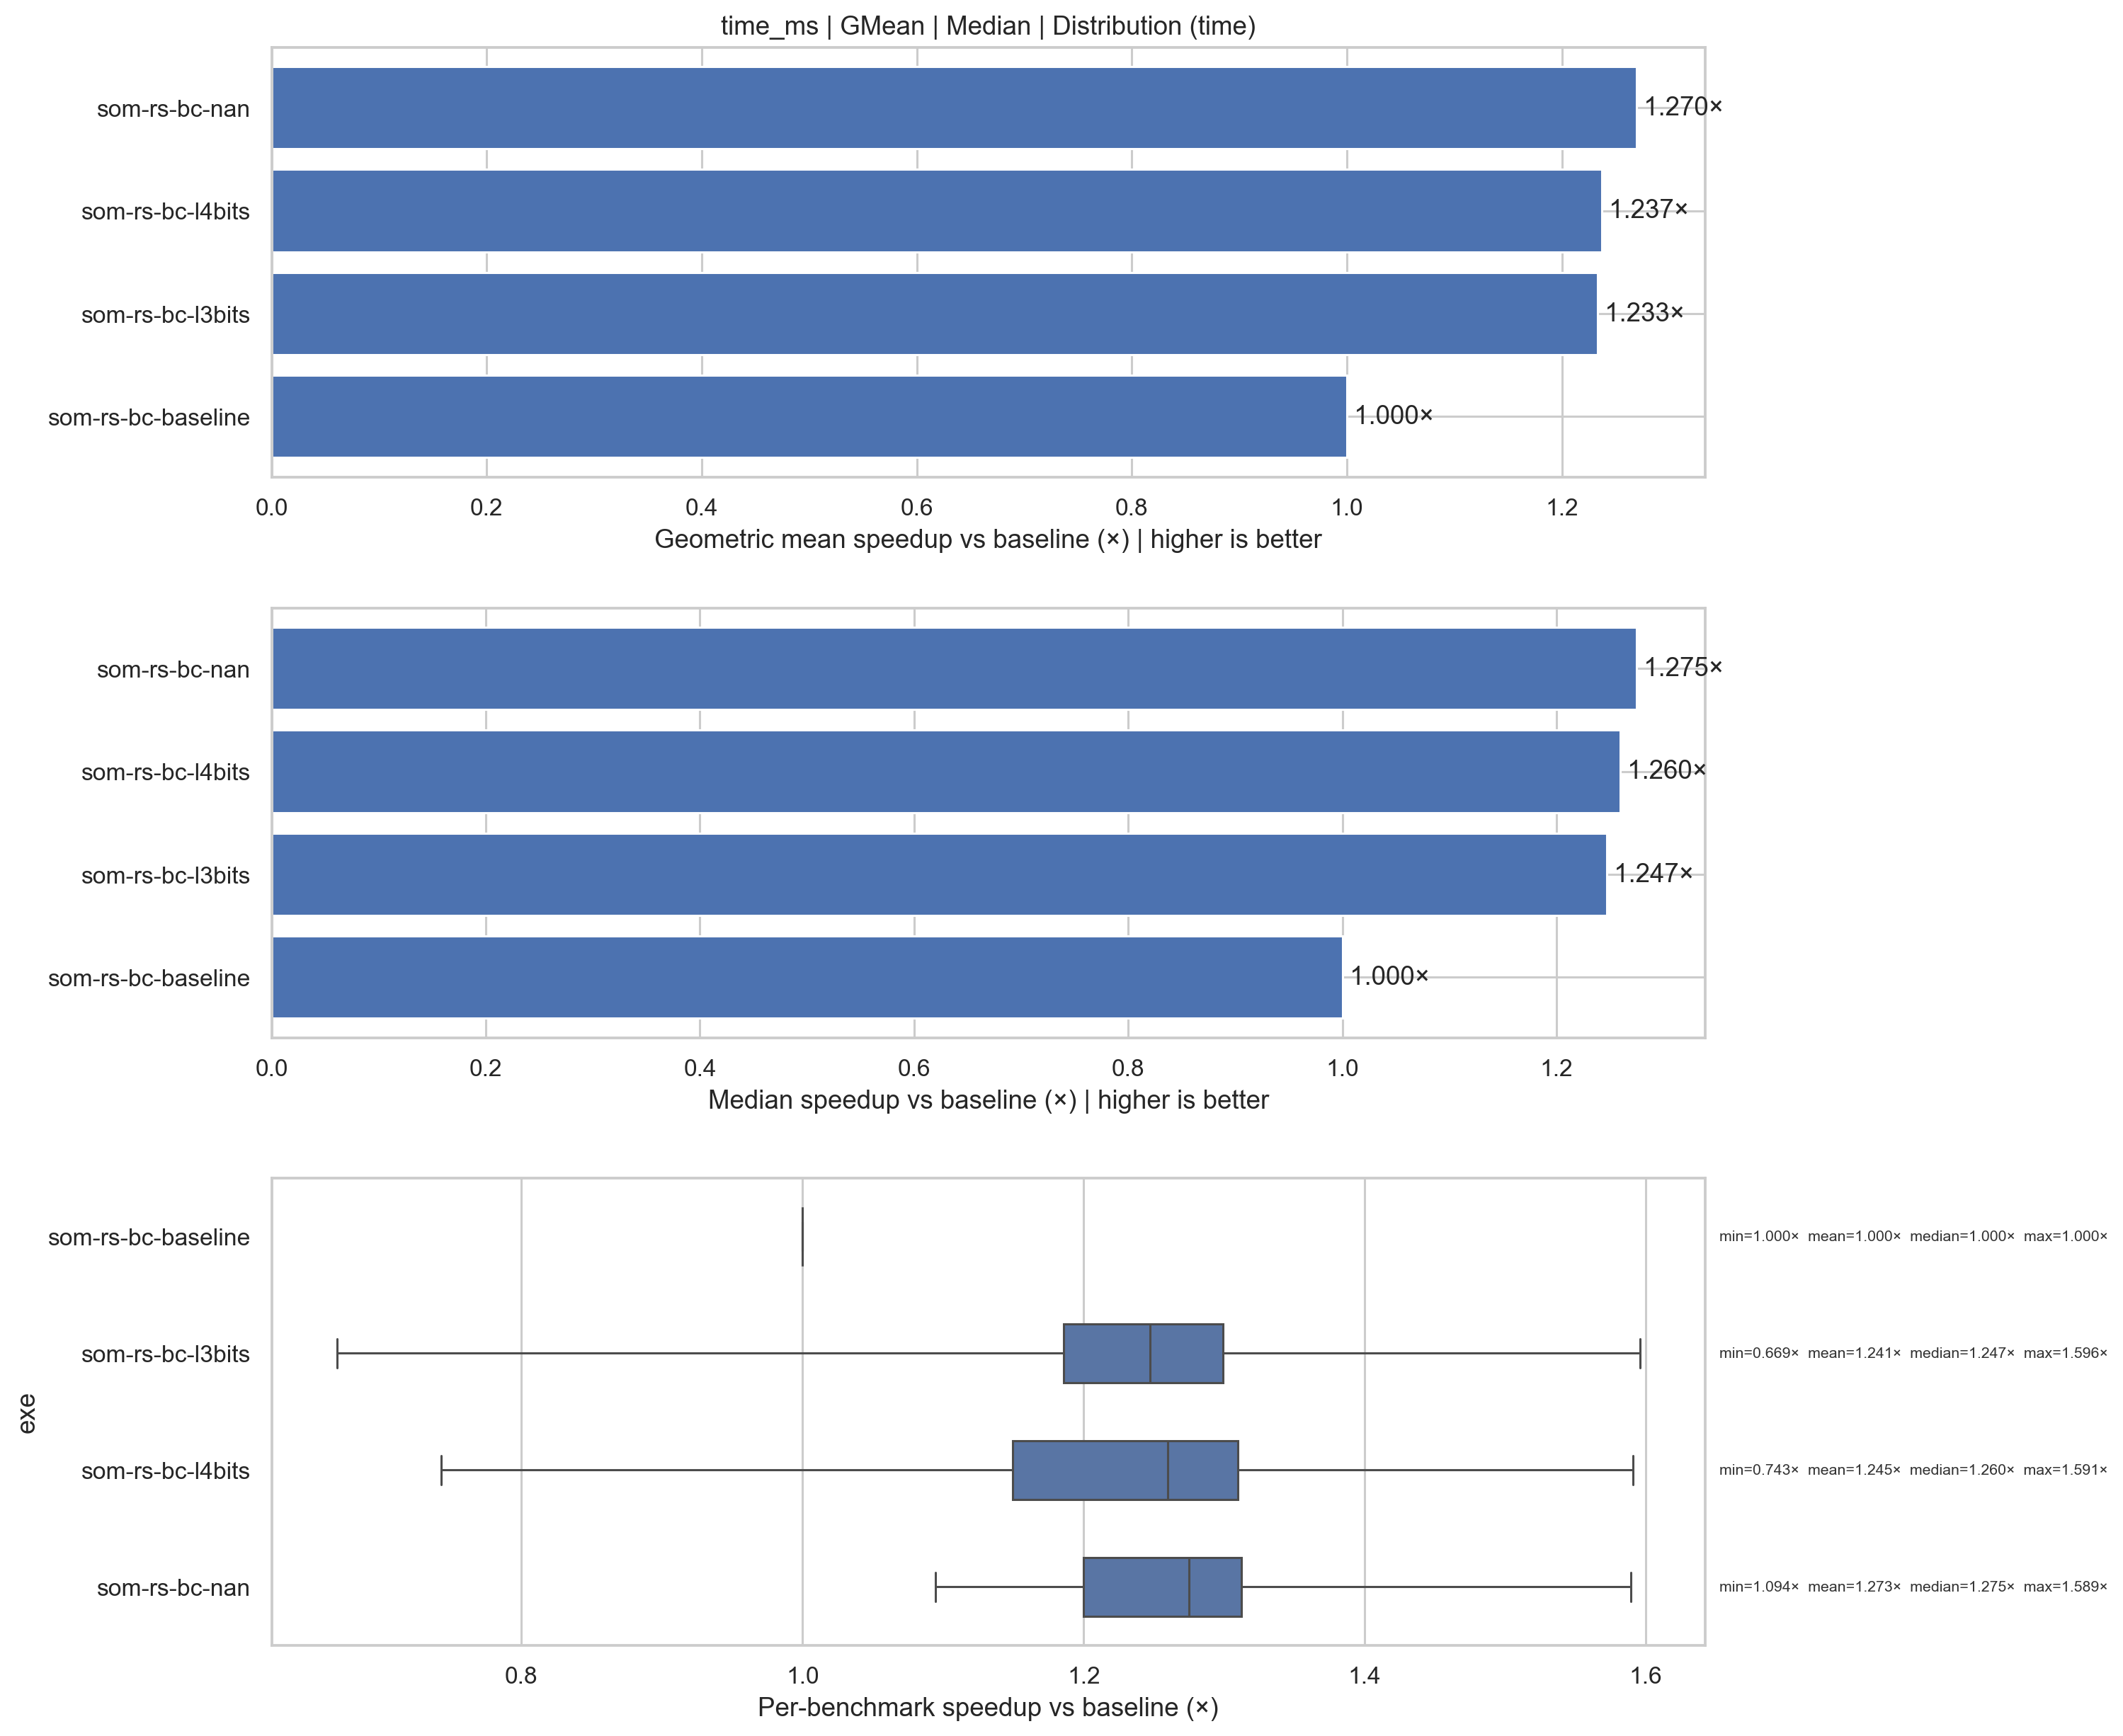 time_ms | GMean | Median | Distribution (time)
som-rs-bc-nan
1.270×
som-rs-bc-l4bits
1.237×
som-rs-bc-l3bits
1.233×
som-rs-bc-baseline
1.000×
0.0 0.2 0.4 0.6 0.8 1.0 1.2
Geometric mean speedup vs baseline (×) | higher is better
som-rs-bc-nan
1.275×
som-rs-bc-l4bits
1.260×
som-rs-bc-l3bits
1.247×
som-rs-bc-baseline
1.000×
0.0 0.2 0.4 0.6 0.8 1.0 1.2
Median speedup vs baseline (×) | higher is better
exe
som-rs-bc-baseline
min=1.000× mean=1.000× median=1.000× max=1.000×
som-rs-bc-l3bits
min=0.669× mean=1.241× median=1.247× max=1.596×
som-rs-bc-l4bits
min=0.743× mean=1.245× median=1.260× max=1.591×
som-rs-bc-nan
min=1.094× mean=1.273× median=1.275× max=1.589×
0.8 1.0 1.2 1.4 1.6
Per-benchmark speedup vs baseline (×)